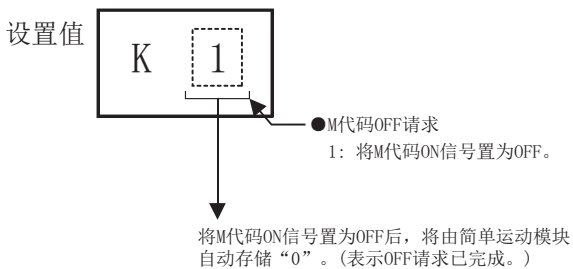 设置值
K 1
●M代码OFF请求
1: 将M代码ON信号置为OFF。
将M代码ON信号置为OFF后，将由简单运动模块
自动存储“0”。(表示OFF请求已完成。)